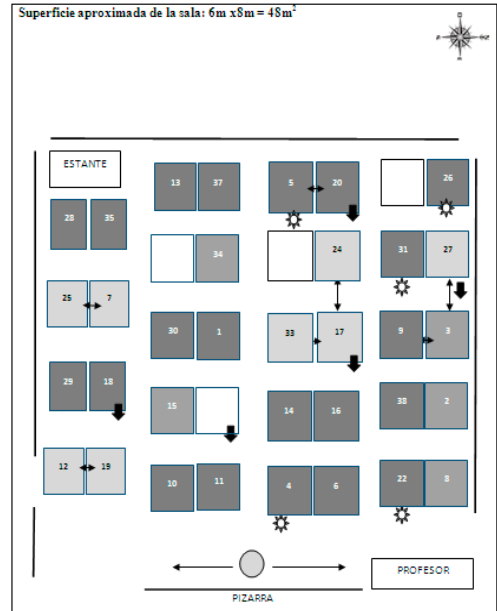 Superficie aproximada de la sala: 6m x8m = 48m²
ESTANTE
13 37 5 20 26
28 35
34 24 31 27
25 7
30 1 33 17 9 3
29 18
15 14 16 38 2
12 19
10 11 4 6 22 8
PROFESOR
PIZARRA